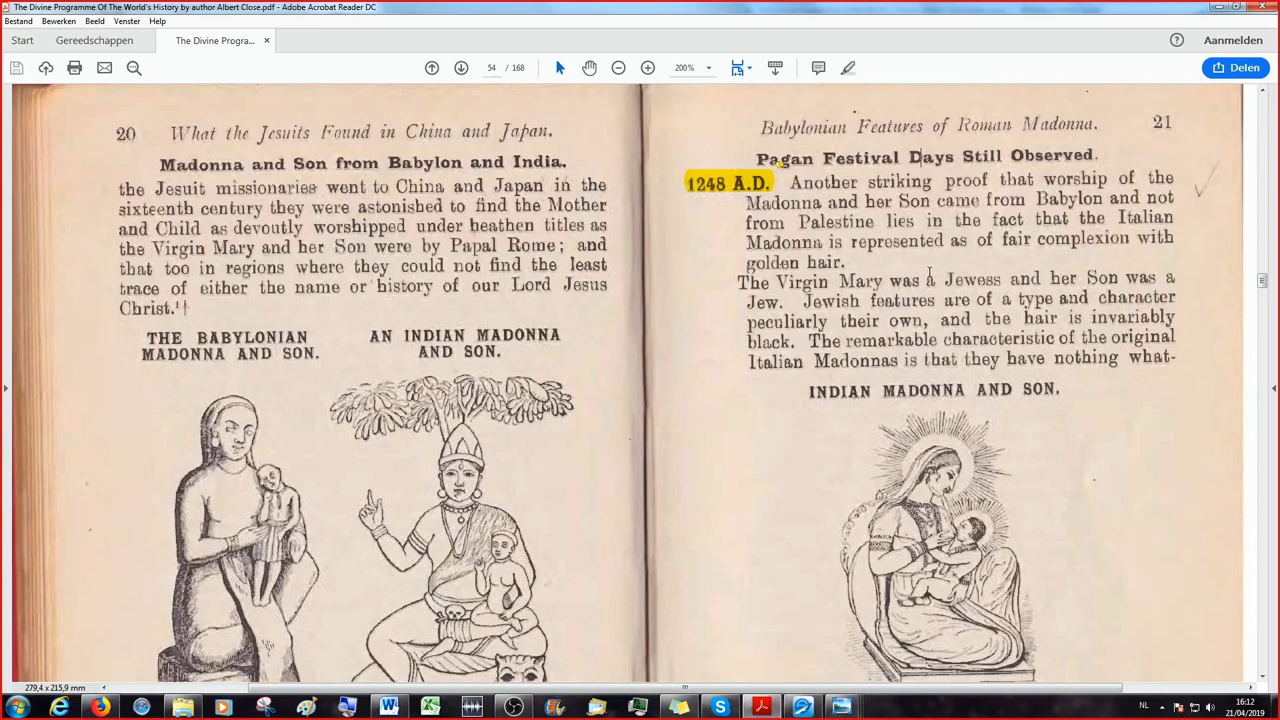 The Divine Programme Of The World's History by author Albert Close.pdf - Adobe Acrobat Reader DC
Bestand Bewerken Beeld Venster Help
Start Gereedschappen The Divine Progra... × Aanmelden
54 / 168 200% Delen
20 What the Jesuits Found in China and Japan.
Madonna and Son from Babylon and India.
the Jesuit missionaries went to China and Japan in the
sixteenth century they were astonished to find the Mother
and Child as devoutly worshipped under heathen titles as
the Virgin Mary and her Son were by Papal Rome; and
that too in regions where they could not find the least
trace of either the name or history of our Lord Jesus
Christ.¹†
THE BABYLONIAN
MADONNA AND SON.
AN INDIAN MADONNA
AND SON.
Babylonian Features of Roman Madonna. 21
Pagan Festival Days Still Observed.
1248 A.D. Another striking proof that worship of the
Madonna and her Son came from Babylon and not
from Palestine lies in the fact that the Italian
Madonna is represented as of fair complexion with
golden hair.
The Virgin Mary was a Jewess and her Son was a
Jew. Jewish features are of a type and character
peculiarly their own, and the hair is invariably
black. The remarkable characteristic of the original
Italian Madonnas is that they have nothing what-
INDIAN MADONNA AND SON.
279,4 x 215,9 mm
NL 16:12
21/04/2019